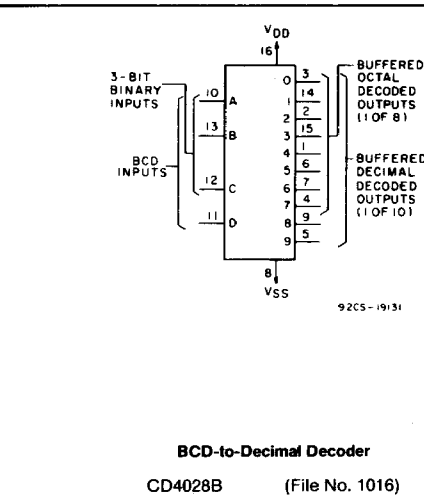 VDD
16
3-BIT
BINARY
INPUTS
BCD
INPUTS
10 A
13 B
12 C
11 D
0 3
1 14
2 2
3 15
4 1
5 6
6 7
7 4
8 9
9 5
BUFFERED
OCTAL
DECODED
OUTPUTS
(1 OF 8)
BUFFERED
DECIMAL
DECODED
OUTPUTS
(1 OF 10)
8
VSS
92CS-19131
BCD-to-Decimal Decoder
CD4028B (File No. 1016)